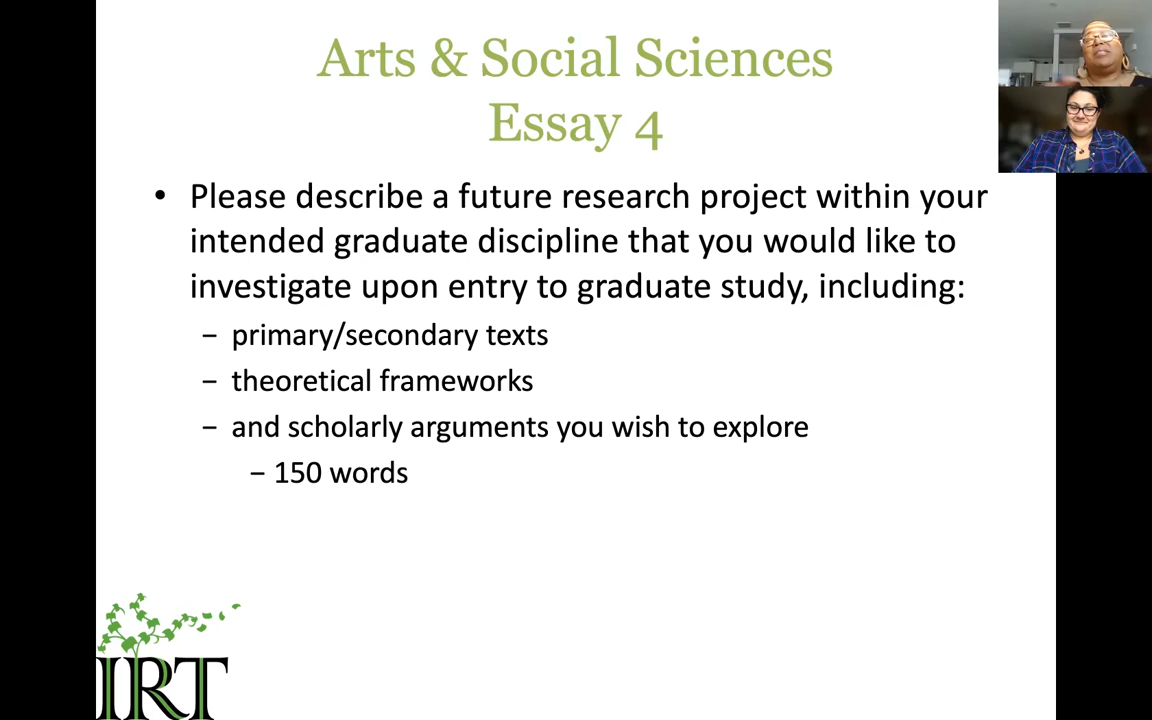 Arts & Social Sciences
Essay 4
• Please describe a future research project within your
intended graduate discipline that you would like to
investigate upon entry to graduate study, including:
– primary/secondary texts
– theoretical frameworks
– and scholarly arguments you wish to explore
– 150 words
IRT